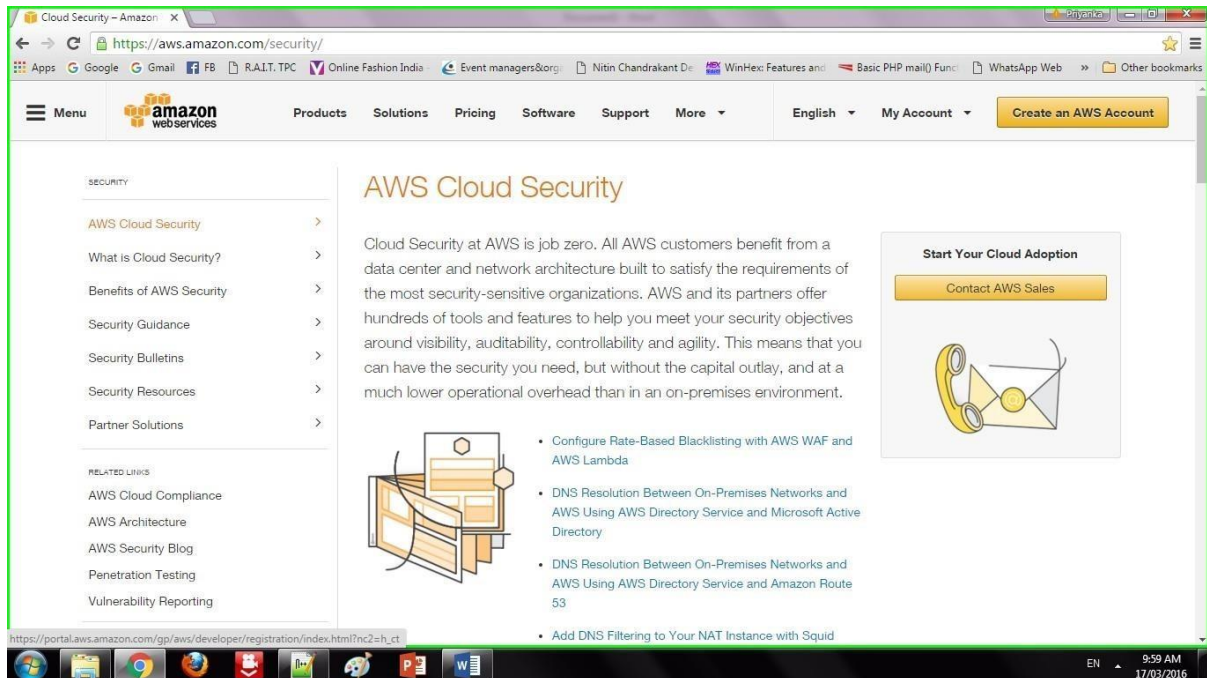 Cloud Security – Amazon
Priyanka
https://aws.amazon.com/security/
Apps Google Gmail FB R.A.I.T. TPC Online Fashion India - Event managers&korg Nitin Chandrakant De WinHex: Features and Basic PHP mail() Func WhatsApp Web » Other bookmarks
Menu amazon webservices Products Solutions Pricing Software Support More English My Account Create an AWS Account
SECURITY
AWS Cloud Security
What is Cloud Security?
Benefits of AWS Security
Security Guidance
Security Bulletins
Security Resources
Partner Solutions
RELATED LINKS
AWS Cloud Compliance
AWS Architecture
AWS Security Blog
Penetration Testing
Vulnerability Reporting
AWS Cloud Security
Cloud Security at AWS is job zero. All AWS customers benefit from a
data center and network architecture built to satisfy the requirements of
the most security-sensitive organizations. AWS and its partners offer
hundreds of tools and features to help you meet your security objectives
around visibility, auditability, controllability and agility. This means that you
can have the security you need, but without the capital outlay, and at a
much lower operational overhead than in an on-premises environment.
• Configure Rate-Based Blacklisting with AWS WAF and
AWS Lambda
• DNS Resolution Between On-Premises Networks and
AWS Using AWS Directory Service and Microsoft Active
Directory
• DNS Resolution Between On-Premises Networks and
AWS Using AWS Directory Service and Amazon Route
53
• Add DNS Filtering to Your NAT Instance with Squid
Start Your Cloud Adoption
Contact AWS Sales
https://portal.aws.amazon.com/gp/aws/developer/registration/index.html?nc2=h_ct
EN 9:59 AM
17/03/2016